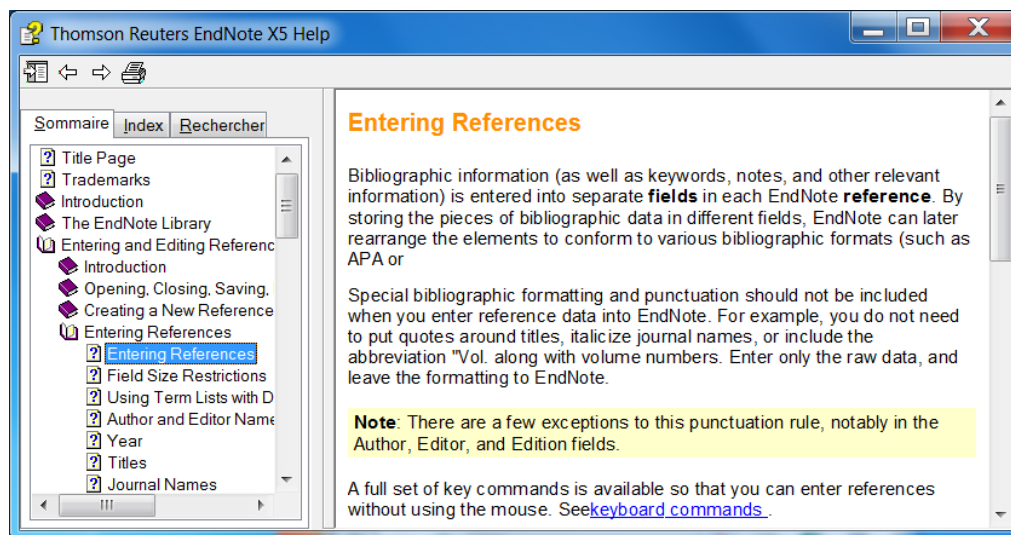 Thomson Reuters EndNote X5 Help
Sommaire Index Rechercher
Title Page
Trademarks
Introduction
The EndNote Library
Entering and Editing Referenc
Introduction
Opening, Closing, Saving,
Creating a New Reference
Entering References
Entering References
Field Size Restrictions
Using Term Lists with D
Author and Editor Name
Year
Titles
Journal Names
Entering References
Bibliographic information (as well as keywords, notes, and other relevant
information) is entered into separate fields in each EndNote reference. By
storing the pieces of bibliographic data in different fields, EndNote can later
rearrange the elements to conform to various bibliographic formats (such as
APA or
Special bibliographic formatting and punctuation should not be included
when you enter reference data into EndNote. For example, you do not need
to put quotes around titles, italicize journal names, or include the
abbreviation "Vol. along with volume numbers. Enter only the raw data, and
leave the formatting to EndNote.
Note: There are a few exceptions to this punctuation rule, notably in the
Author, Editor, and Edition fields.
A full set of key commands is available so that you can enter references
without using the mouse. Seekeyboard commands .